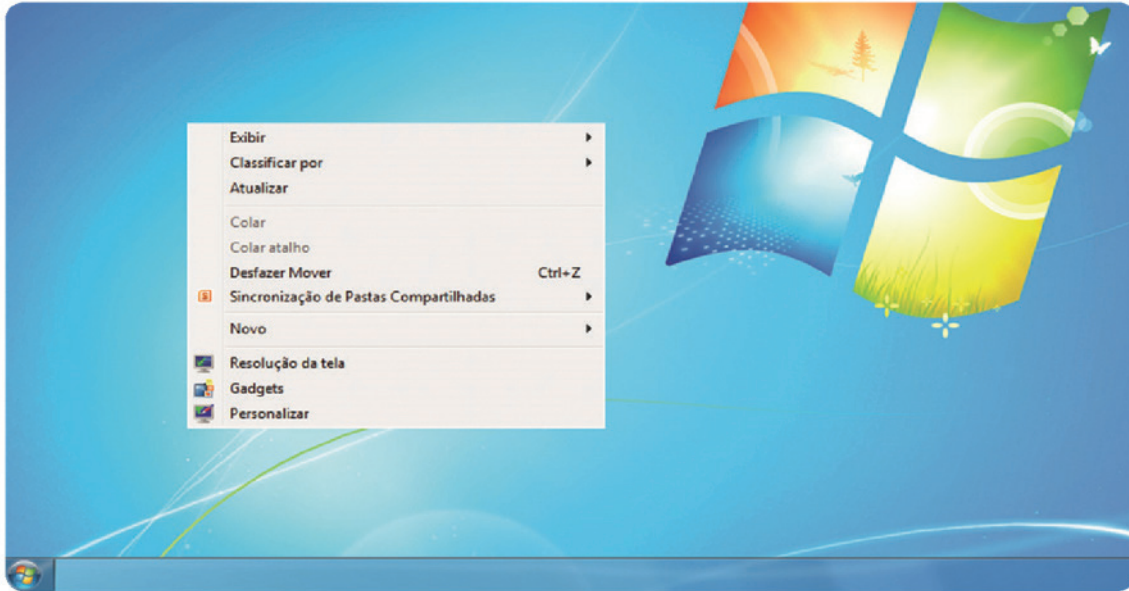 Exibir
Classificar por
Atualizar
Colar
Colar atalho
Desfazer Mover Ctrl+Z
Sincronização de Pastas Compartilhadas
Novo
Resolução da tela
Gadgets
Personalizar